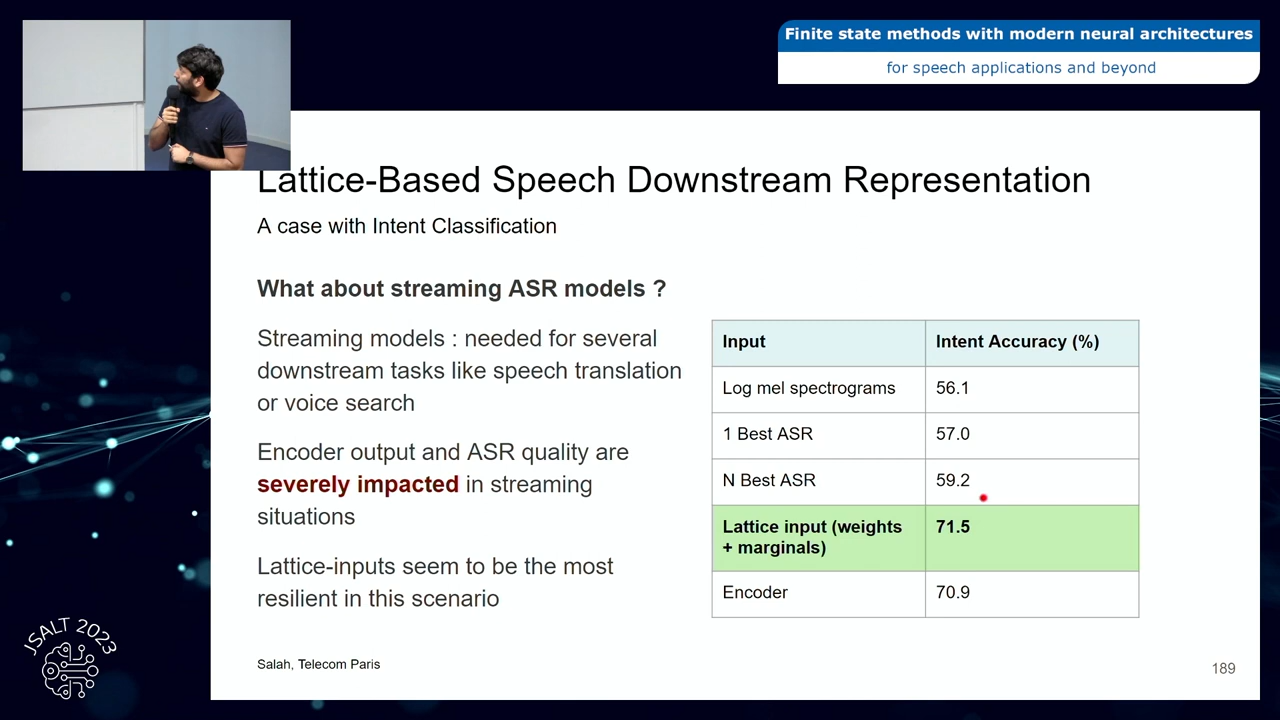 Finite state methods with modern neural architectures
for speech applications and beyond
Lattice-Based Speech Downstream Representation
A case with Intent Classification
What about streaming ASR models ?
Streaming models : needed for several
downstream tasks like speech translation
or voice search
Encoder output and ASR quality are
severely impacted in streaming
situations
Lattice-inputs seem to be the most
resilient in this scenario
Input Intent Accuracy (%)
Log mel spectrograms 56.1
1 Best ASR 57.0
N Best ASR 59.2
Lattice input (weights 71.5
+ marginals)
Encoder 70.9
Salah, Telecom Paris
189
JSALT 2023